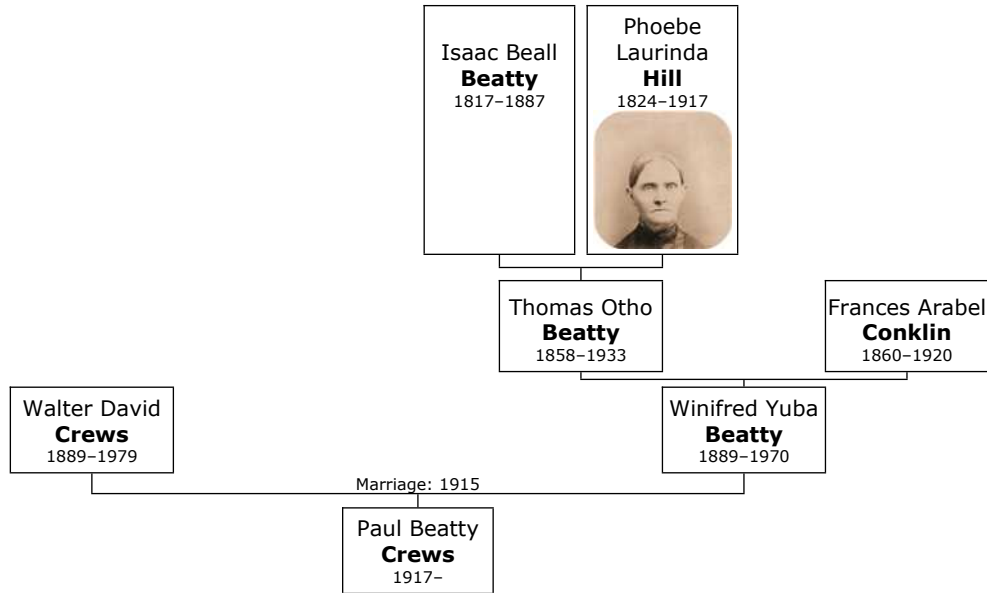 Isaac Beall
Beatty
1817–1887
Phoebe
Laurinda
Hill
1824–1917
Thomas Otho
Beatty
1858–1933
Frances Arabel
Conklin
1860–1920
Walter David
Crews
1889–1979
Winifred Yuba
Beatty
1889–1970
Marriage: 1915
Paul Beatty
Crews
1917–